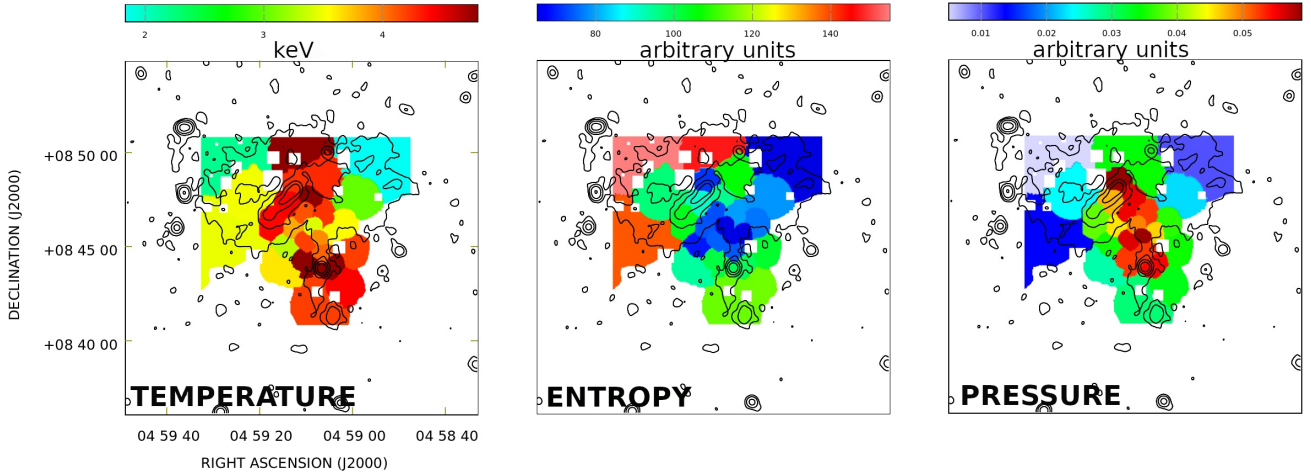 2 3 4
keV
80 100 120 140
arbitrary units
0.01 0.02 0.03 0.04 0.05
arbitrary units
DECLINATION (J2000)
+08 50 00
+08 45 00
+08 40 00
TEMPERATURE
ENTROPY
PRESSURE
04 59 40 04 59 20 04 59 00 04 58 40
RIGHT ASCENSION (J2000)